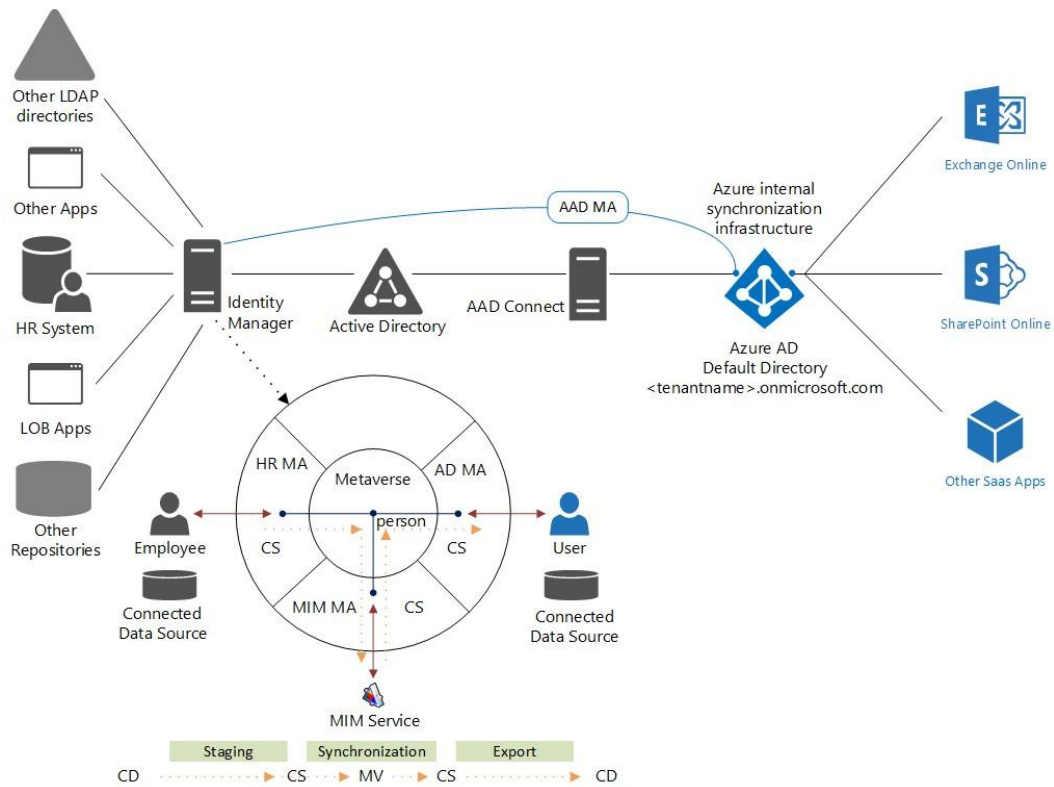 Other LDAP
directories
Other Apps
HR System
LOB Apps
Other
Repositories
Identity
Manager
Active Directory
AAD MA
AAD Connect
Azure internal
synchronization
infrastructure
Azure AD
Default Directory
<tenantname>.onmicrosoft.com
E
Exchange Online
S
SharePoint Online
Other Saas Apps
HR MA
Metaverse
AD MA
person
CS
CS
MIM MA
CS
Employee
Connected
Data Source
User
Connected
Data Source
MIM Service
Staging
Synchronization
Export
CD
CS
MV
CS
CD